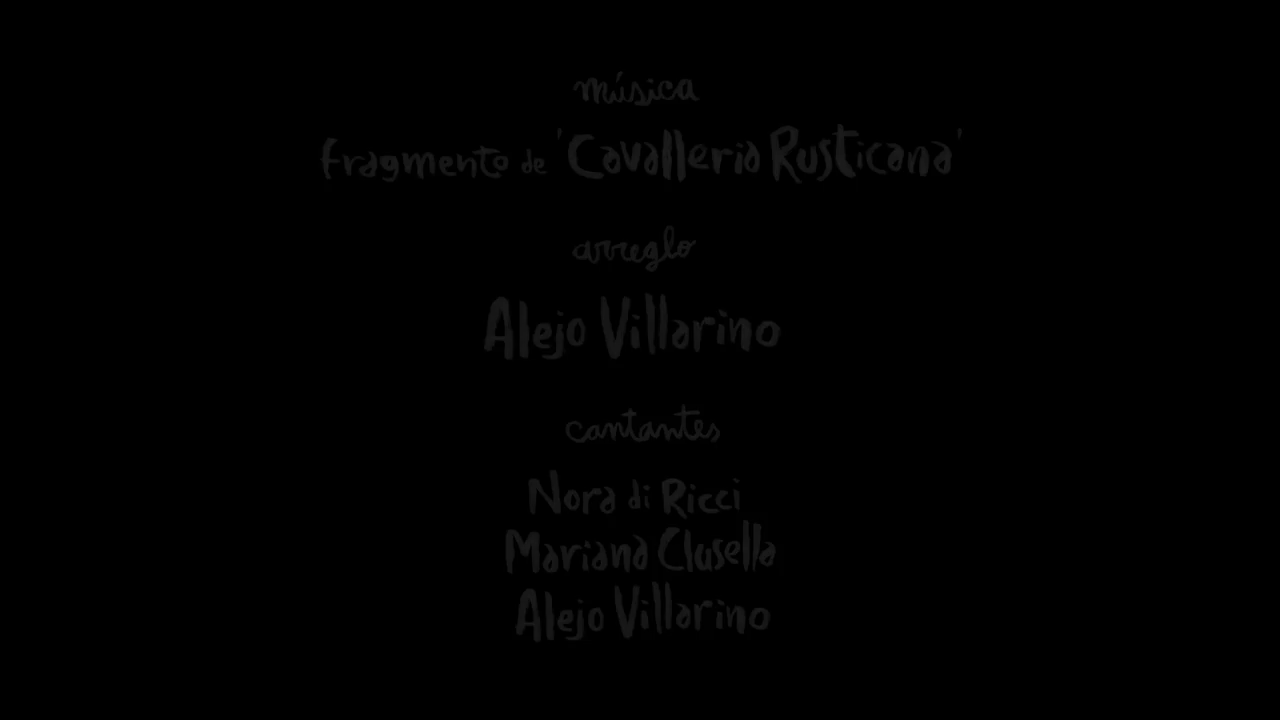 música
fragmento de 'Cavalleria Rusticana'
arreglo
Alejo Villarino
cantantes
Nora di Ricci
Mariana Clusella
Alejo Villarino